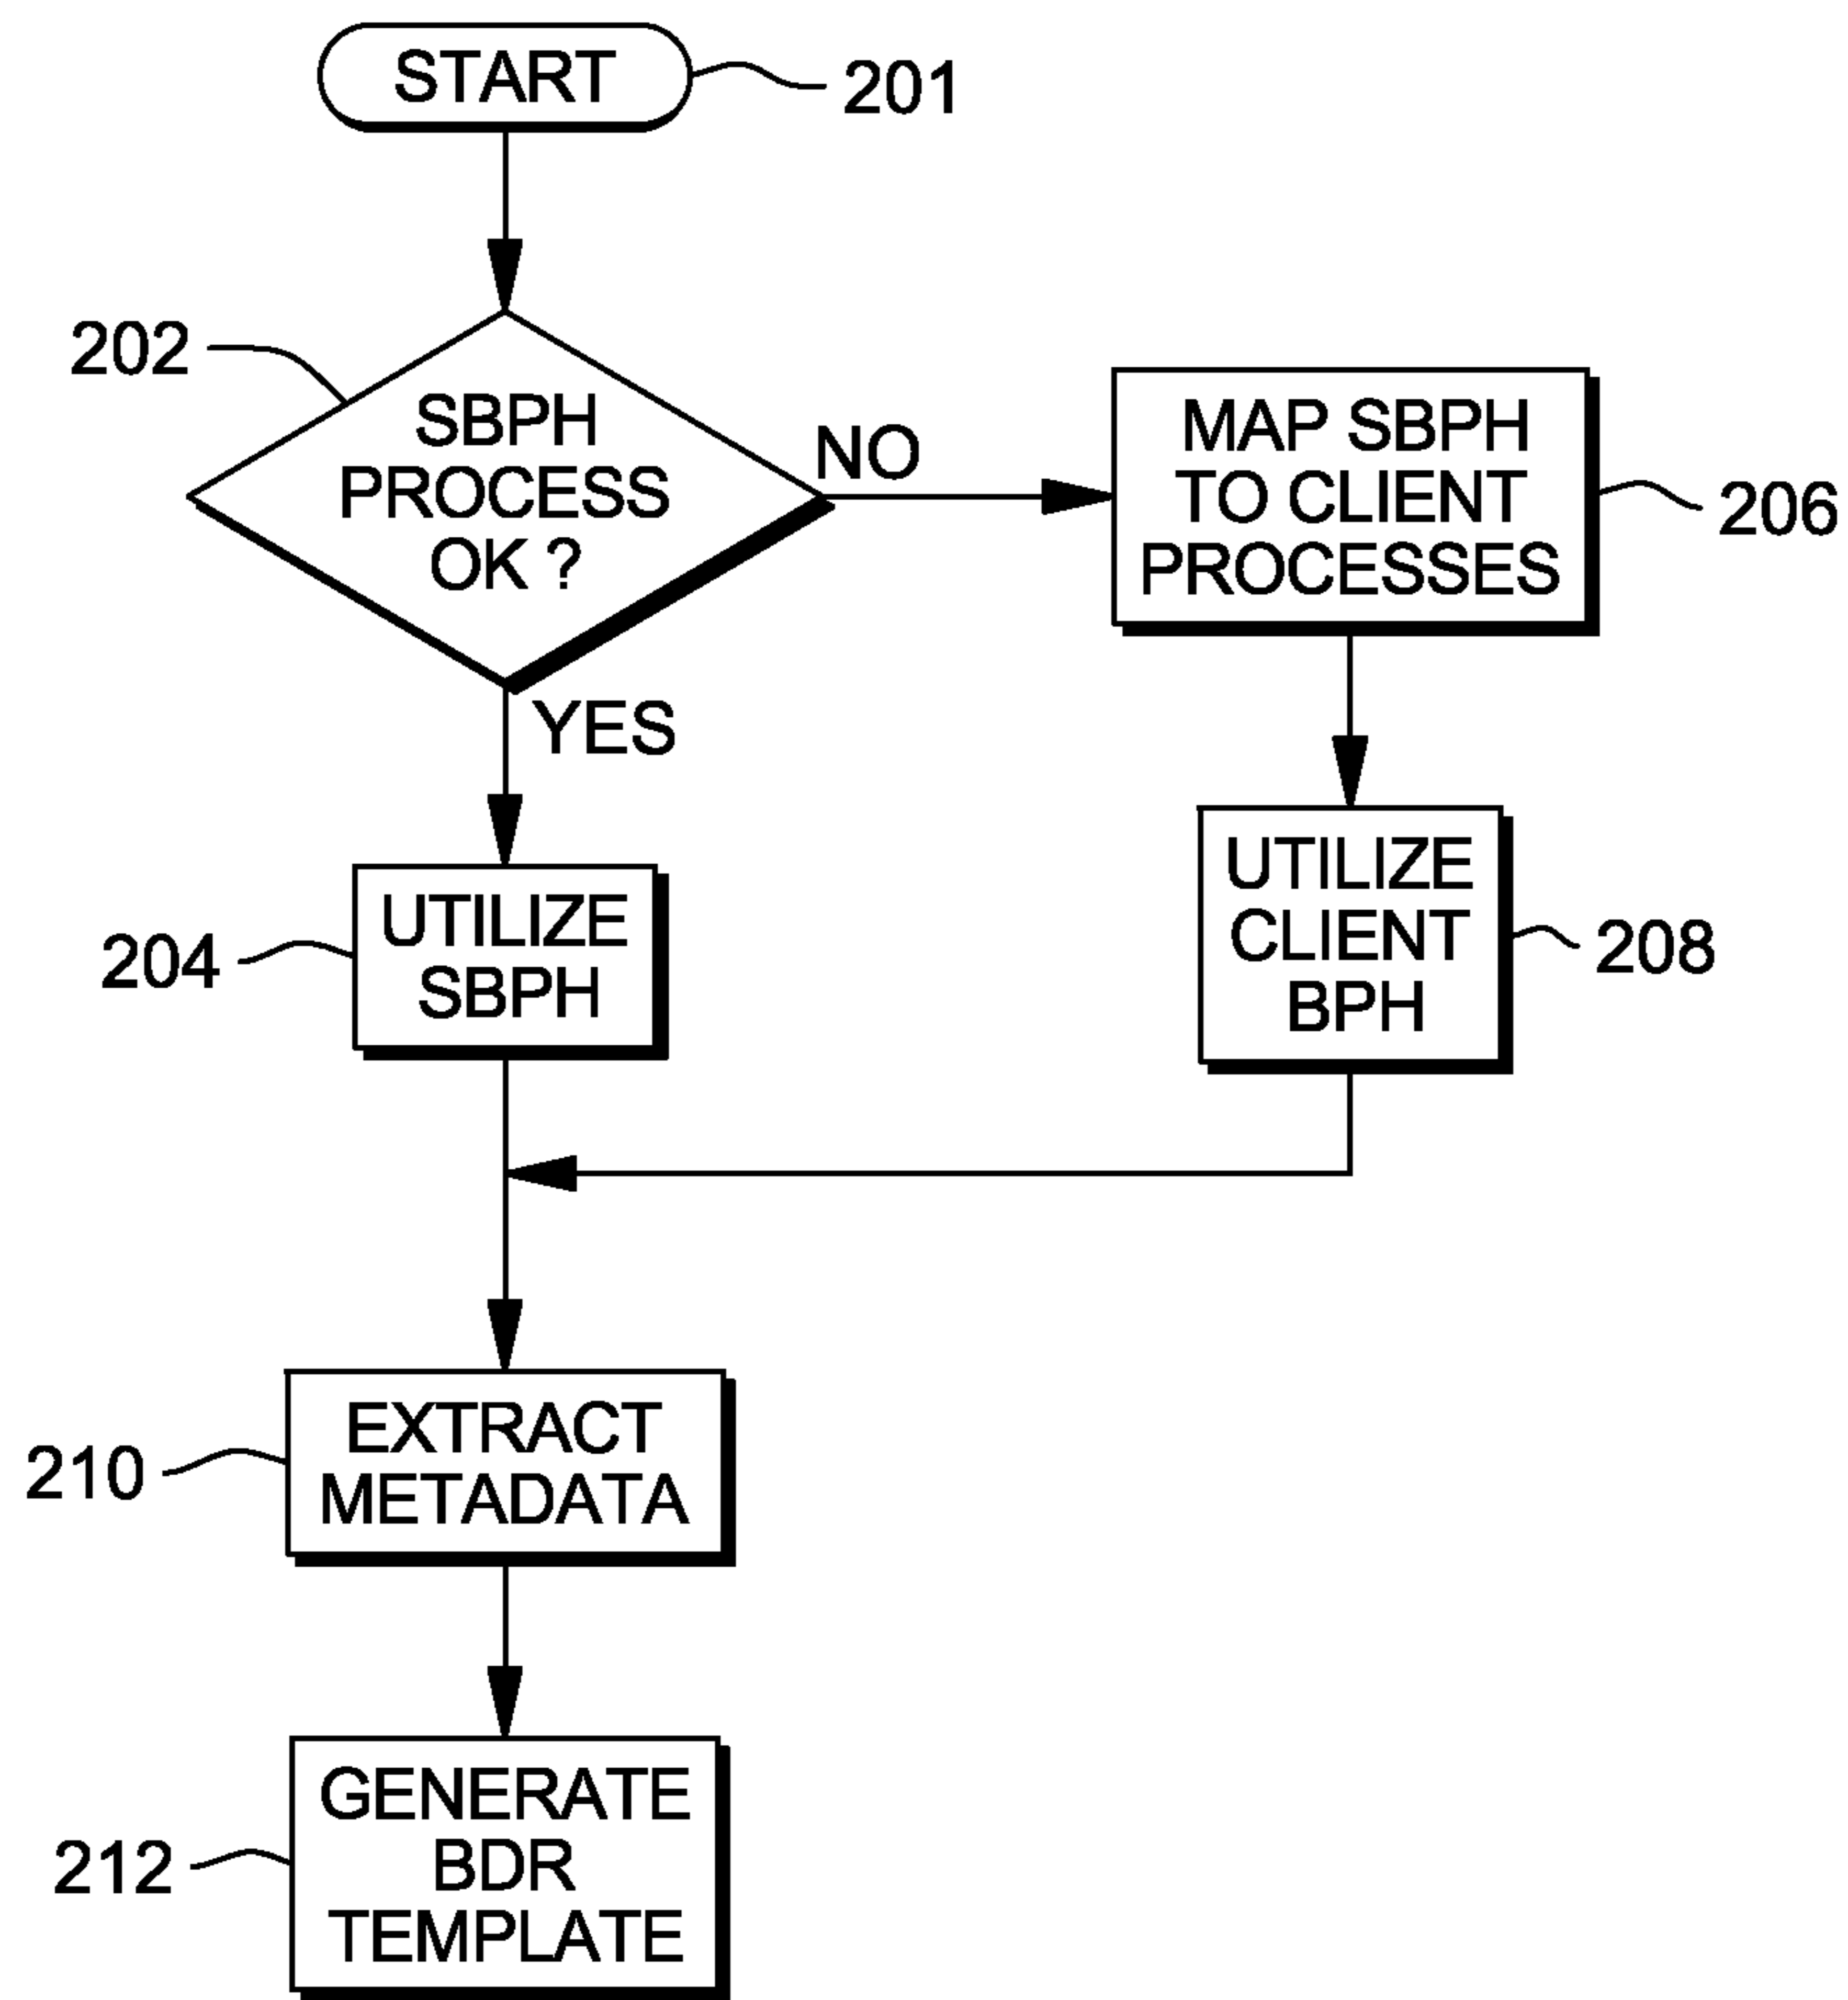 START
201
202
SBPH
PROCESS
OK ?
NO
MAP SBPH
TO CLIENT
PROCESSES
206
YES
UTILIZE
SBPH
204
UTILIZE
CLIENT
BPH
208
EXTRACT
METADATA
210
GENERATE
BDR
TEMPLATE
212